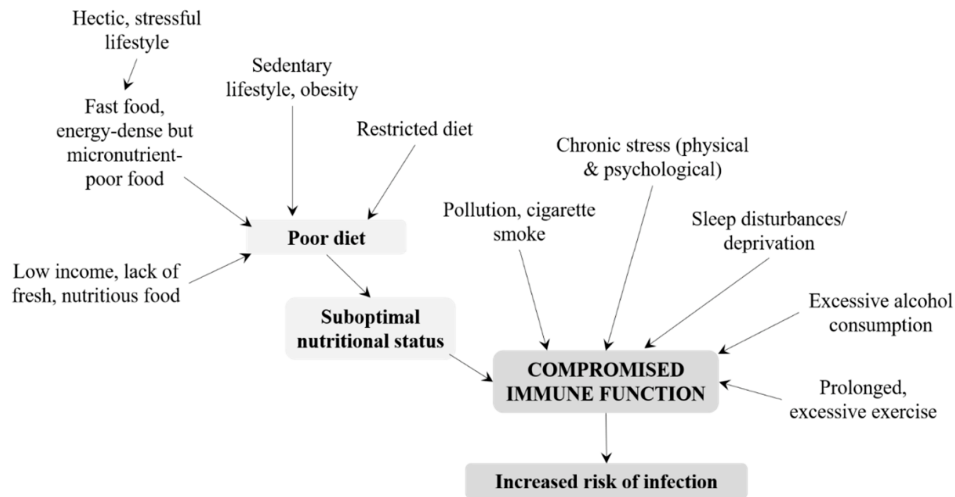 Hectic, stressful
lifestyle
Sedentary
lifestyle, obesity
Fast food,
energy-dense but
micronutrient-
poor food
Restricted diet
Chronic stress (physical
& psychological)
Pollution, cigarette
smoke
Sleep disturbances/
deprivation
Poor diet
Low income, lack of
fresh, nutritious food
Suboptimal
nutritional status
Excessive alcohol
consumption
COMPROMISED
IMMUNE FUNCTION
Prolonged,
excessive exercise
Increased risk of infection